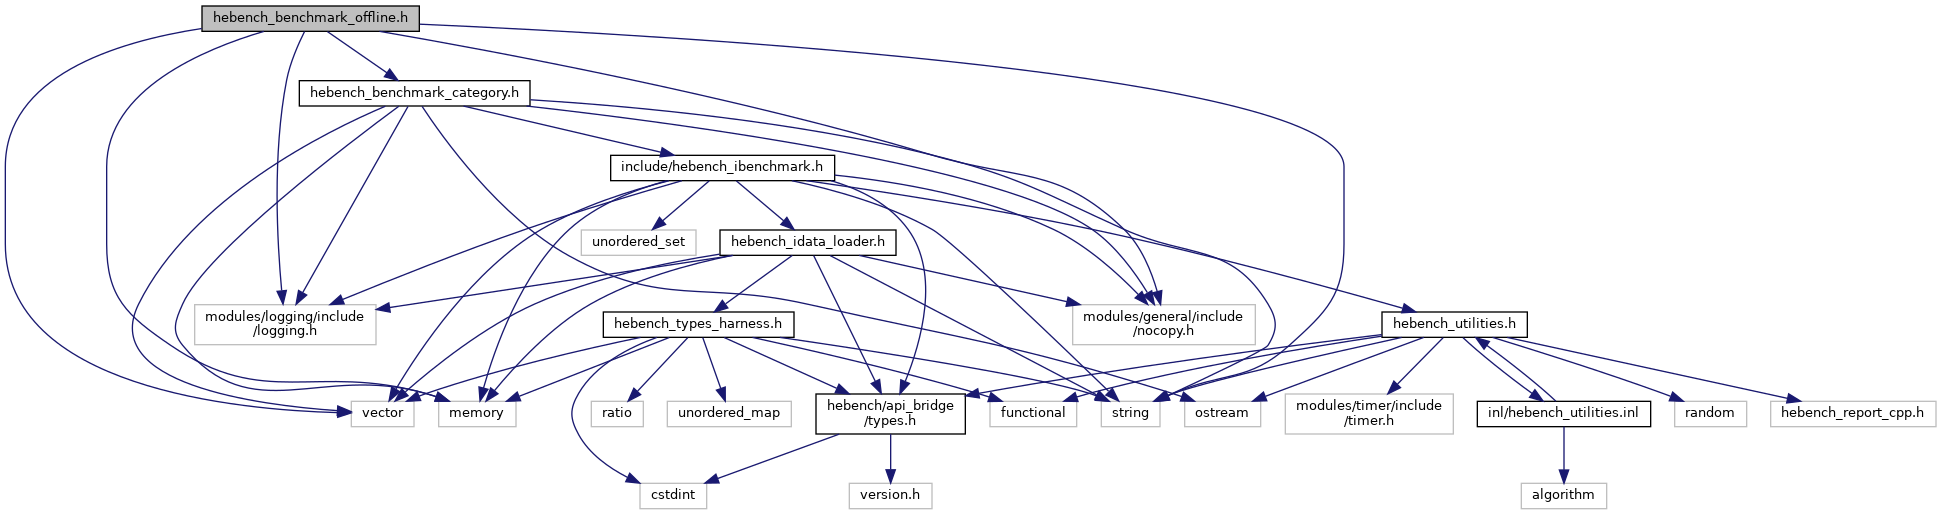 hebench_benchmark_offline.h
hebench_benchmark_category.h
include/hebench_ibenchmark.h
unordered_set
hebench_idata_loader.h
modules/logging/include
/logging.h
hebench_types_harness.h
modules/general/include
/nocopy.h
hebench_utilities.h
vector
memory
ratio
unordered_map
hebench/api_bridge
/types.h
functional
string
ostream
modules/timer/include
/timer.h
inl/hebench_utilities.inl
random
hebench_report_cpp.h
cstdint
version.h
algorithm